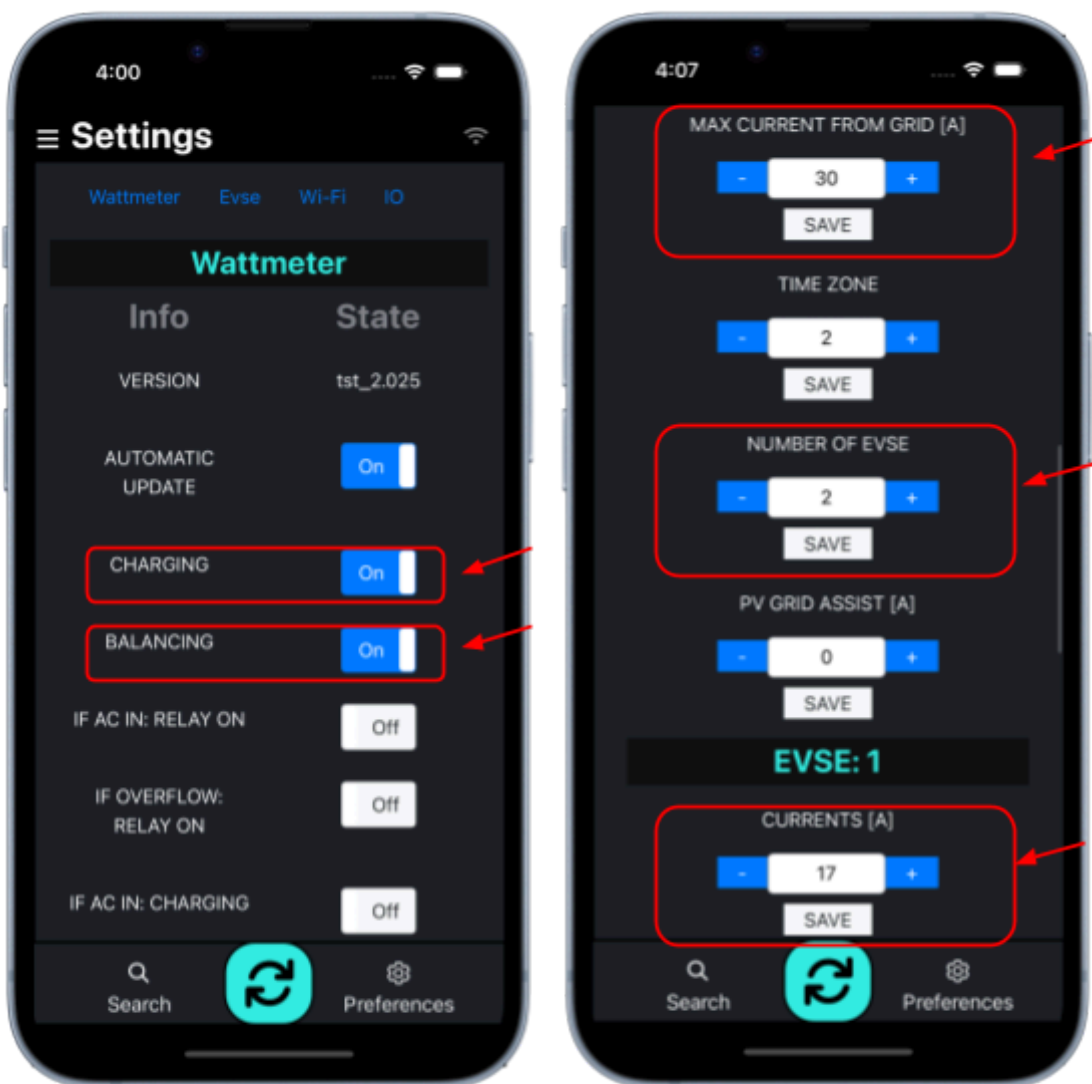 4:00
Settings
Wattmeter Evse Wi-Fi IO
Wattmeter
Info State
VERSION tst_2.025
AUTOMATIC
UPDATE
On
CHARGING On
BALANCING On
IF AC IN: RELAY ON Off
IF OVERFLOW:
RELAY ON
Off
IF AC IN: CHARGING Off
Search Preferences
4:07
MAX CURRENT FROM GRID [A]
- 30 +
SAVE
TIME ZONE
- 2 +
SAVE
NUMBER OF EVSE
- 2 +
SAVE
PV GRID ASSIST [A]
- 0 +
SAVE
EVSE: 1
CURRENTS [A]
- 17 +
SAVE
Search Preferences